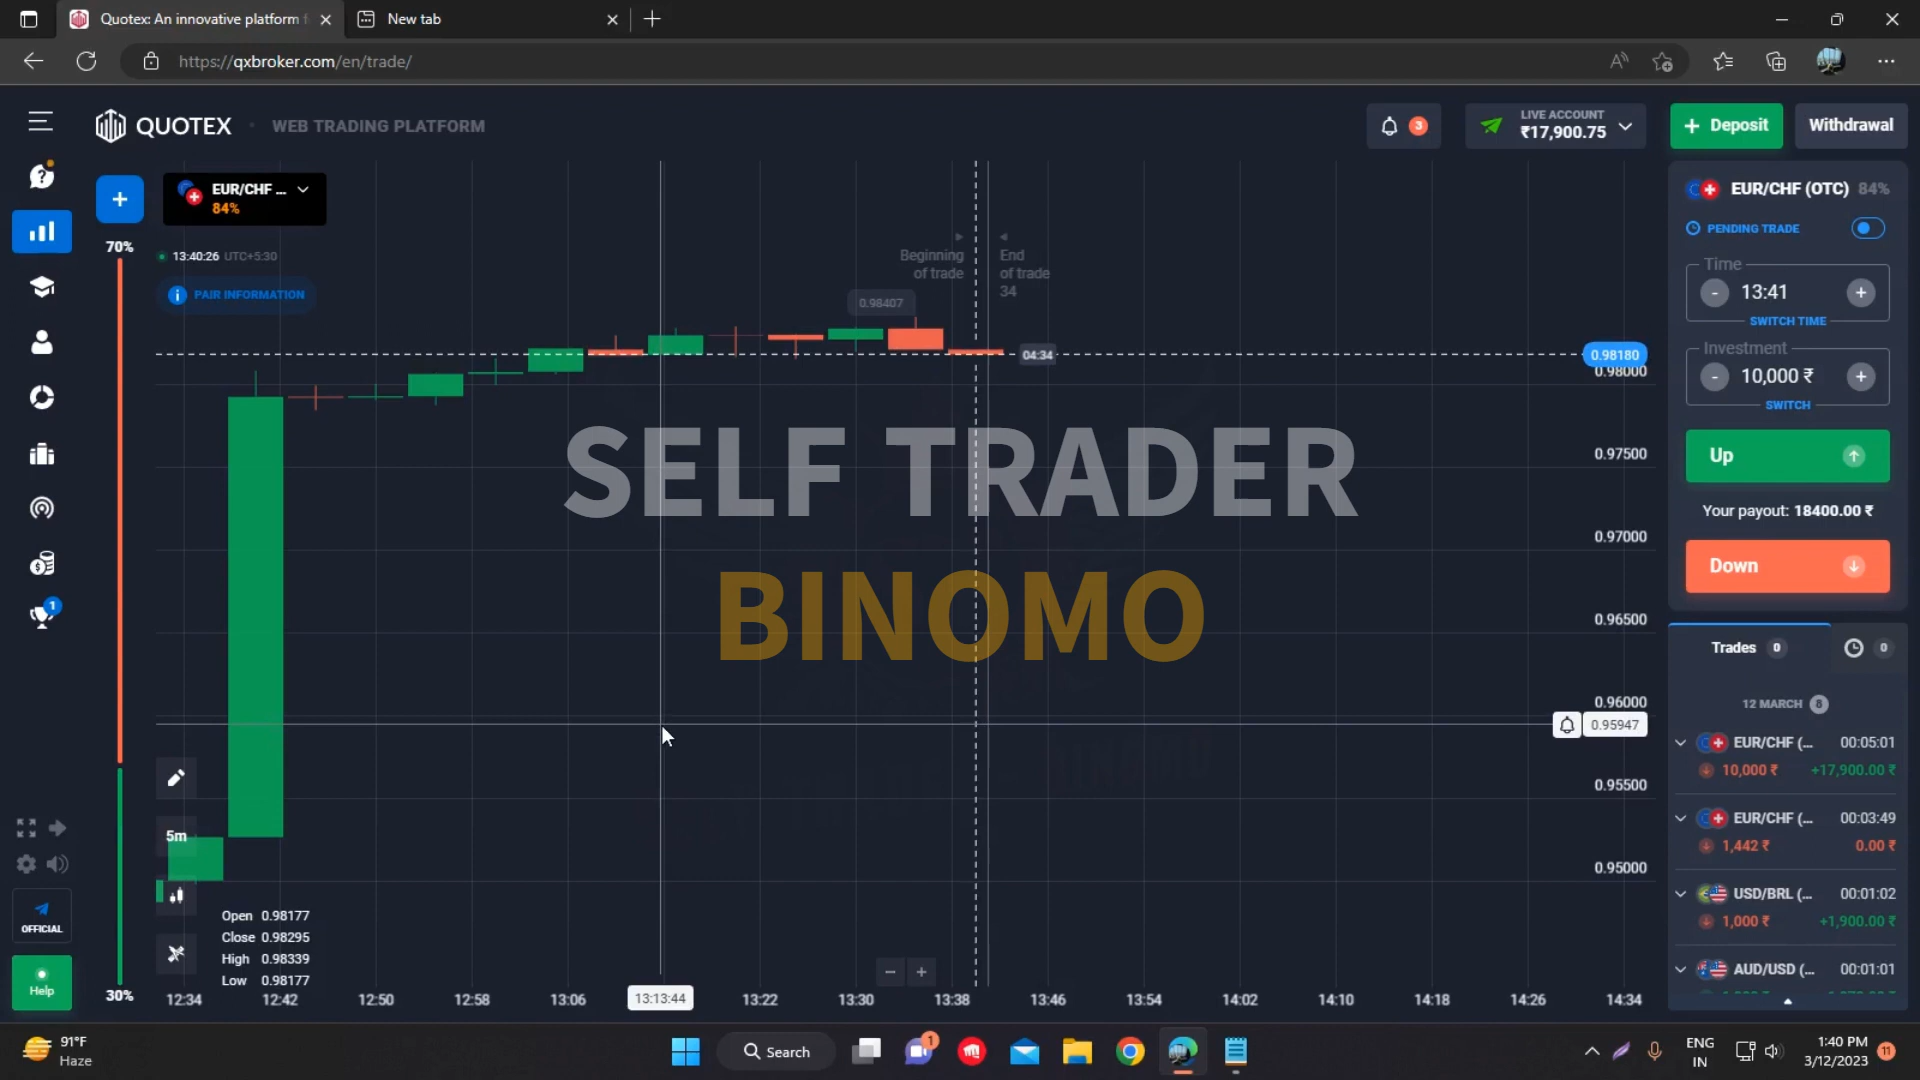 Quotex: An innovative platform f
New tab
https://qxbroker.com/en/trade/
QUOTEX
WEB TRADING PLATFORM
3
LIVE ACCOUNT
₹17,900.75
+ Deposit
Withdrawal
EUR/CHF ...
84%
70%
13:40:26 UTC+5:30
PAIR INFORMATION
Beginning
of trade
End
of trade
34
0.98407
04:34
0.98180
0.98000
0.97500
0.97000
0.96500
0.96000
0.95947
0.95500
0.95000
SELF TRADER
BINOMO
EUR/CHF (OTC) 84%
PENDING TRADE
Time
- 13:41 +
SWITCH TIME
Investment
- 10,000 ₹ +
SWITCH
Up
Your payout: 18400.00 ₹
Down
Trades 0
0
12 MARCH 8
EUR/CHF (... 00:05:01
10,000 ₹ +17,900.00 ₹
EUR/CHF (... 00:03:49
1,442 ₹ 0.00 ₹
USD/BRL (... 00:01:02
1,000 ₹ +1,900.00 ₹
AUD/USD (... 00:01:01
1
5m
OFFICIAL
Help
30%
Open 0.98177
Close 0.98295
High 0.98339
Low 0.98177
12:34 12:42 12:50 12:58 13:06 13:13:44 13:22 13:30 13:38 13:46 13:54 14:02 14:10 14:18 14:26 14:34
91°F
Haze
Search
1
ENG
IN
1:40 PM
3/12/2023
11